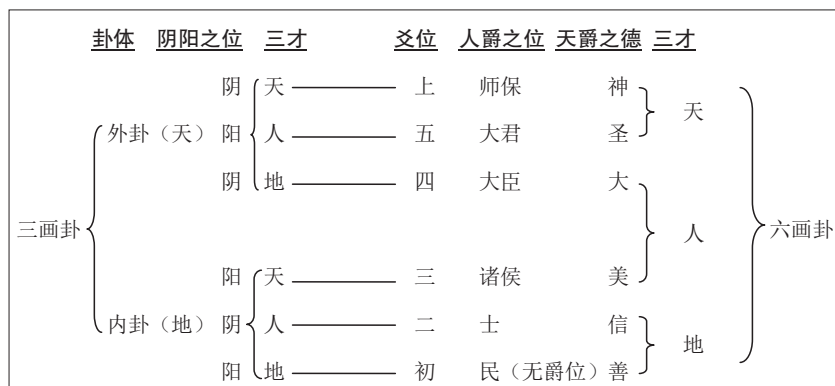 卦体 阴阳之位 三才 爻位 人爵之位 天爵之德 三才
阴 天 上 师保 神
天
外卦（天） 阳 人 五 大君 圣
阴 地 四 大臣 大
三画卦 人 六画卦
阳 天 三 诸侯 美
内卦（地） 阴 人 二 士 信
地
阳 地 初 民（无爵位） 善